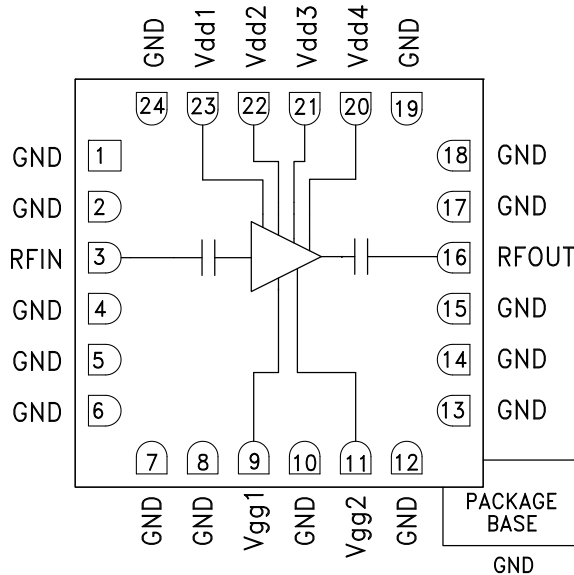 GND Vdd1 Vdd2 Vdd3 Vdd4 GND
24 23 22 21 20 19
GND 1 18 GND
GND 2 17 GND
RFIN 3 16 RFOUT
GND 4 15 GND
GND 5 14 GND
GND 6 13 GND
7 8 9 10 11 12
GND GND Vgg1 GND Vgg2 GND
PACKAGE
BASE
GND